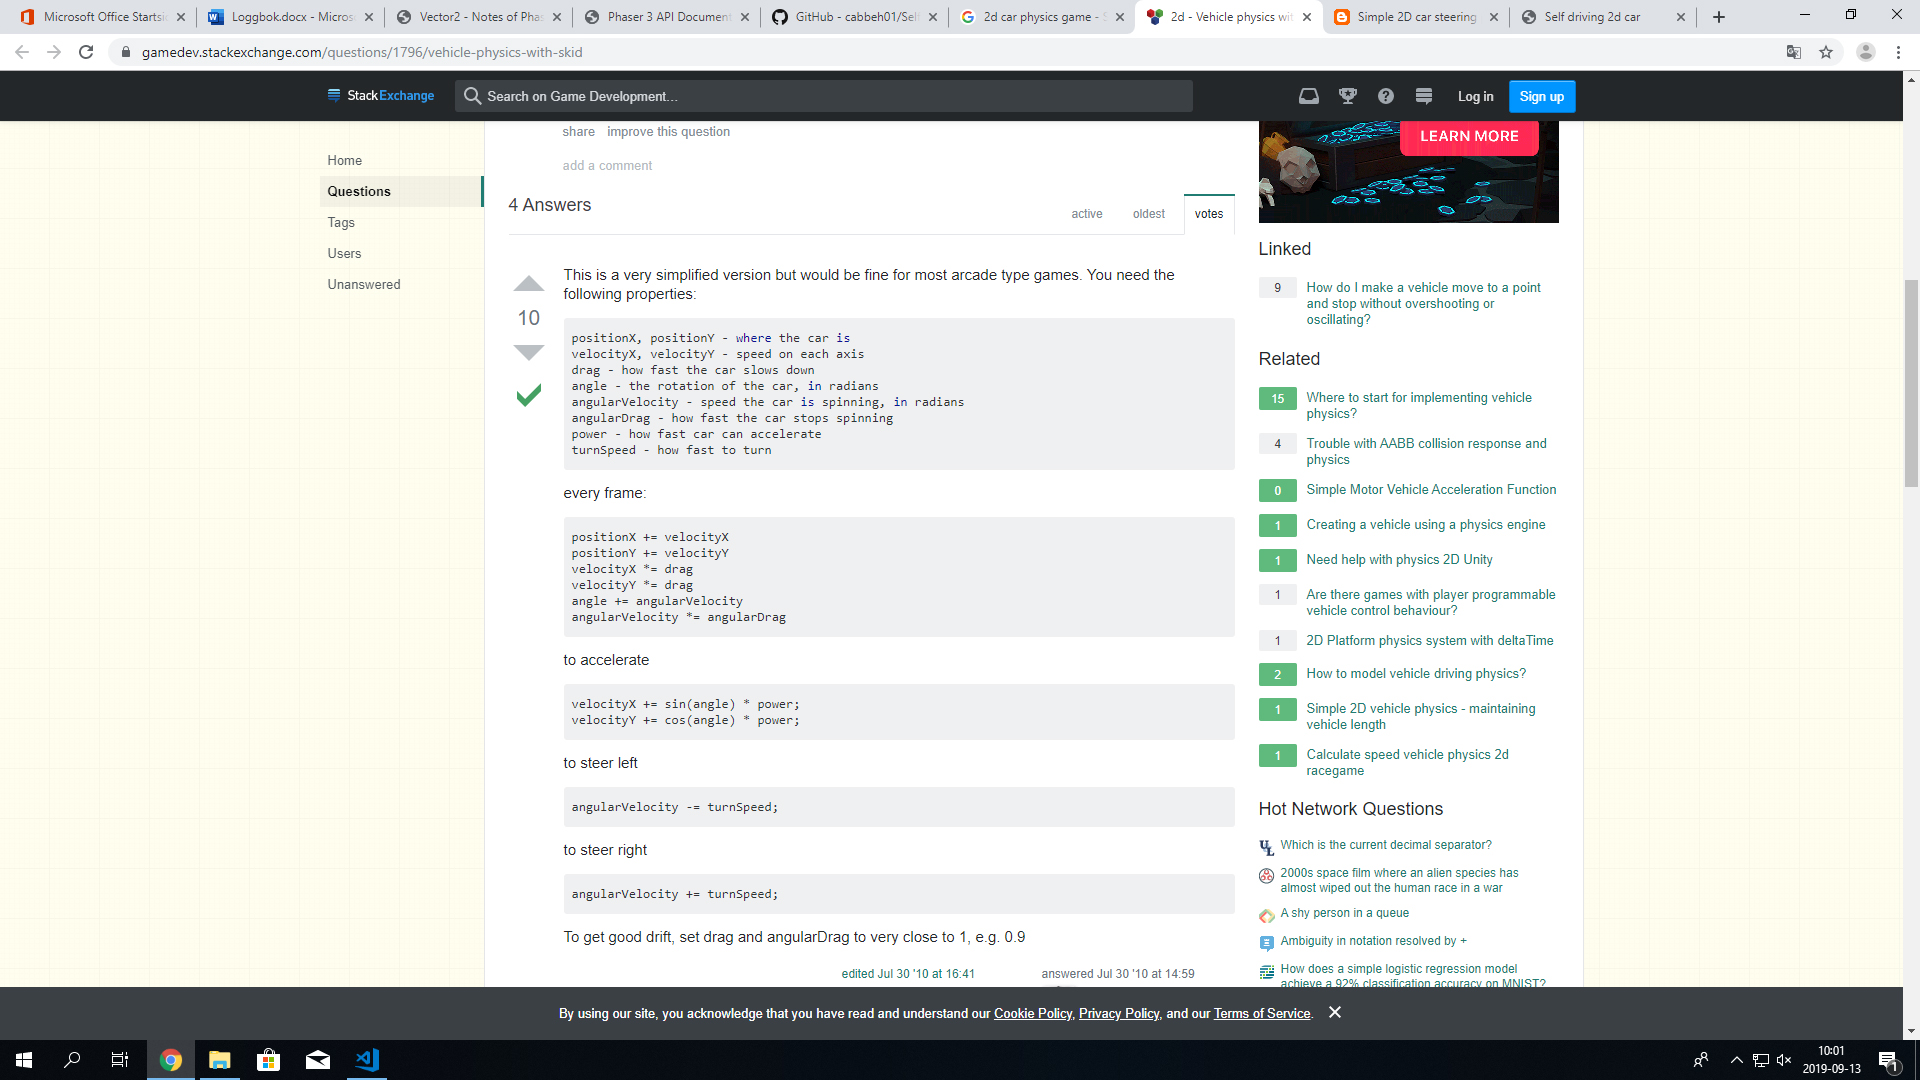 Microsoft Office Startsi
Loggbok.docx - Micros
Vector2 - Notes of Pha
Phaser 3 API Document
GitHub - cabbeh01/Self
2d car physics game - S
2d - Vehicle physics wit
Simple 2D car steering
Self driving 2d car
gamedev.stackexchange.com/questions/1796/vehicle-physics-with-skid
StackExchange
Search on Game Development...
Log in
Sign up
Home
Questions
Tags
Users
Unanswered
share improve this question
add a comment
4 Answers
active
oldest
votes
10
This is a very simplified version but would be fine for most arcade type games. You need the
following properties:
positionX, positionY - where the car is
velocityX, velocityY - speed on each axis
drag - how fast the car slows down
angle - the rotation of the car, in radians
angularVelocity - speed the car is spinning, in radians
angularDrag - how fast the car stops spinning
power - how fast car can accelerate
turnSpeed - how fast to turn
every frame:
positionX += velocityX
positionY += velocityY
velocityX *= drag
velocityY *= drag
angle += angularVelocity
angularVelocity *= angularDrag
to accelerate
velocityX += sin(angle) * power;
velocityY += cos(angle) * power;
to steer left
angularVelocity -= turnSpeed;
to steer right
angularVelocity += turnSpeed;
To get good drift, set drag and angularDrag to very close to 1, e.g. 0.9
edited Jul 30 '10 at 16:41
answered Jul 30 '10 at 14:59
LEARN MORE
Linked
9 How do I make a vehicle move to a point
and stop without overshooting or
oscillating?
Related
15 Where to start for implementing vehicle
physics?
4 Trouble with AABB collision response and
physics
0 Simple Motor Vehicle Acceleration Function
1 Creating a vehicle using a physics engine
1 Need help with physics 2D Unity
1 Are there games with player programmable
vehicle control behaviour?
1 2D Platform physics system with deltaTime
2 How to model vehicle driving physics?
1 Simple 2D vehicle physics - maintaining
vehicle length
1 Calculate speed vehicle physics 2d
racegame
Hot Network Questions
Which is the current decimal separator?
2000s space film where an alien species has
almost wiped out the human race in a war
A shy person in a queue
Ambiguity in notation resolved by +
How does a simple logistic regression model
achieve a 92% classification accuracy on MNIST?
By using our site, you acknowledge that you have read and understand our Cookie Policy, Privacy Policy, and our Terms of Service.
10:01
2019-09-13
1